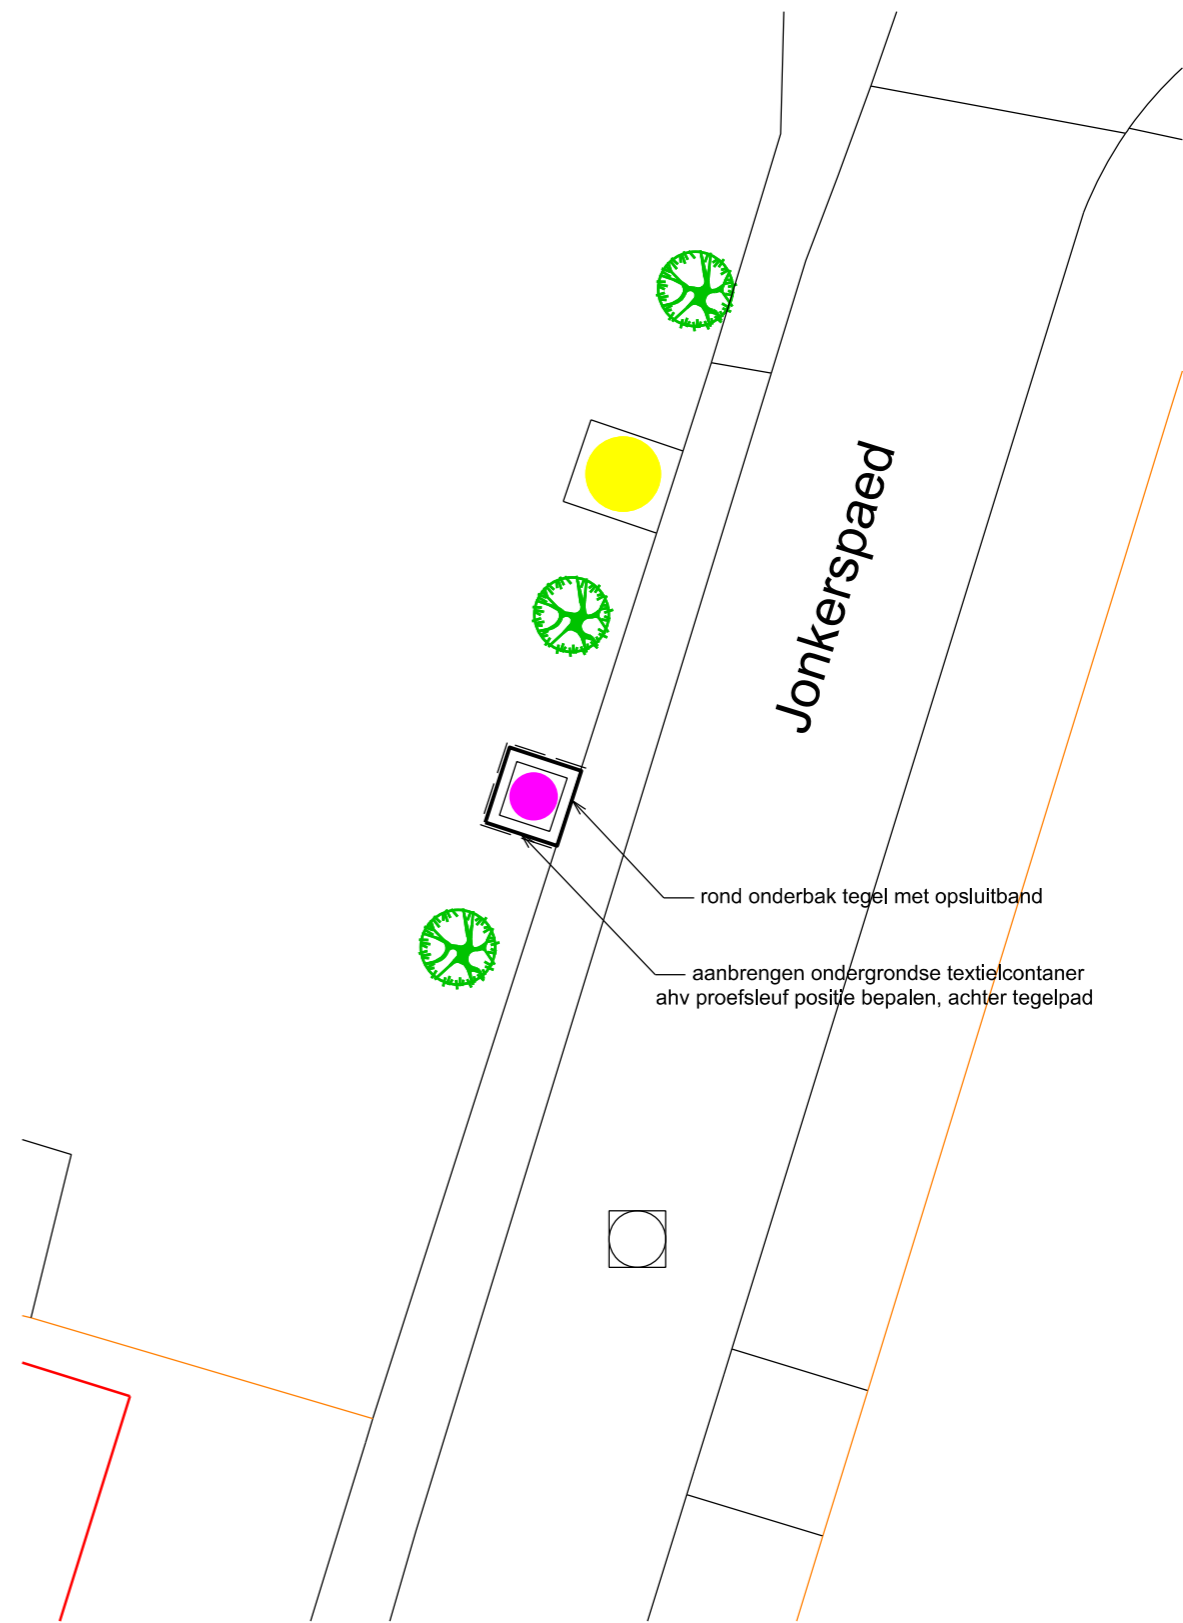 Jonkerspaed
rond onderbak tegel met opsluitband
aanbrengen ondergrondse textielcontaner
ahv proefsleuf positie bepalen, achter tegelpad